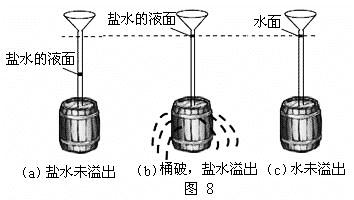 盐水的液面
水面
盐水的液面
(a)盐水未溢出
(b)桶破，盐水溢出
(c)水未溢出
图 8